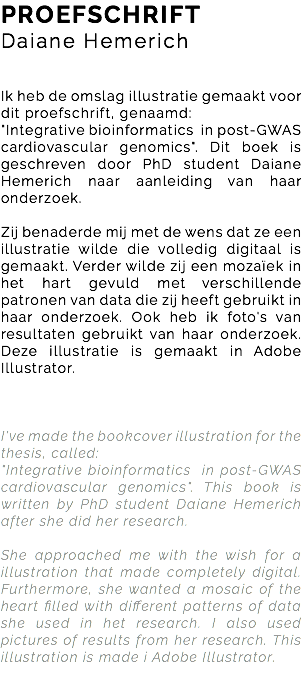 PROEFSCHRIFT
Daiane Hemerich
Ik heb de omslag illustratie gemaakt voor
dit proefschrift, genaamd:
"Integrative bioinformatics in post-GWAS
cardiovascular genomics". Dit boek is
geschreven door PhD student Daiane
Hemerich naar aanleiding van haar
onderzoek.
Zij benaderde mij met de wens dat ze een
illustratie wilde die volledig digitaal is
gemaakt. Verder wilde zij een mozaïek in
het hart gevuld met verschillende
patronen van data die zij heeft gebruikt in
haar onderzoek. Ook heb ik foto's van
resultaten gebruikt van haar onderzoek.
Deze illustratie is gemaakt in Adobe
Illustrator.
I've made the bookcover illustration for the
thesis, called:
"Integrative bioinformatics in post-GWAS
cardiovascular genomics". This book is
written by PhD student Daiane Hemerich
after she did her research.
She approached me with the wish for a
illustration that made completely digital.
Furthermore, she wanted a mosaic of the
heart filled with different patterns of data
she used in het research. I also used
pictures of results from her research. This
illustration is made i Adobe Illustrator.